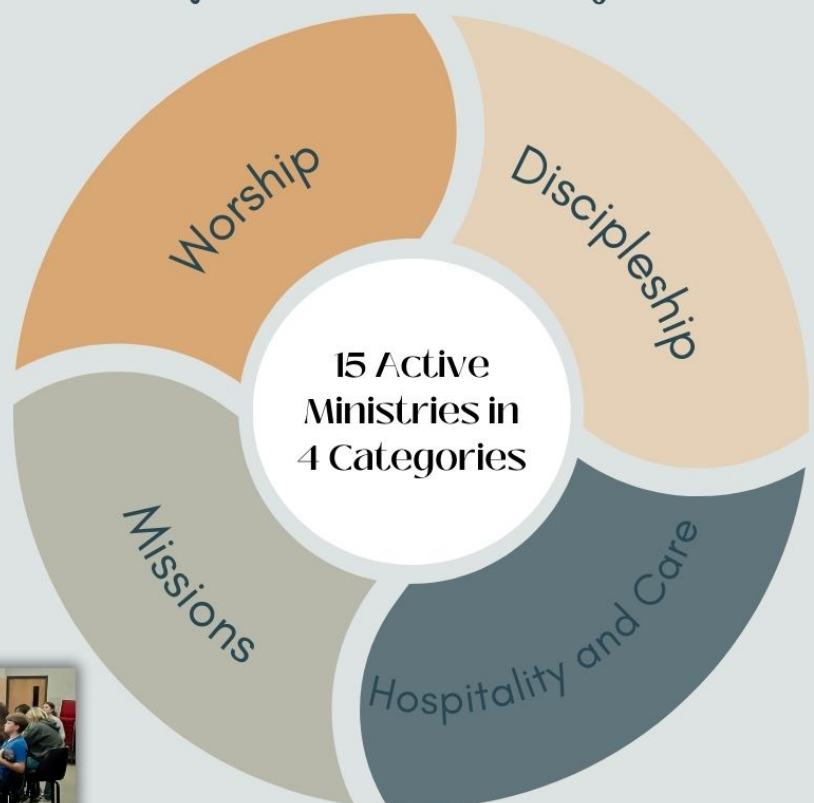 Worship
Discipleship
15 Active
Ministries in
4 Categories
Missions
Hospitality and Care